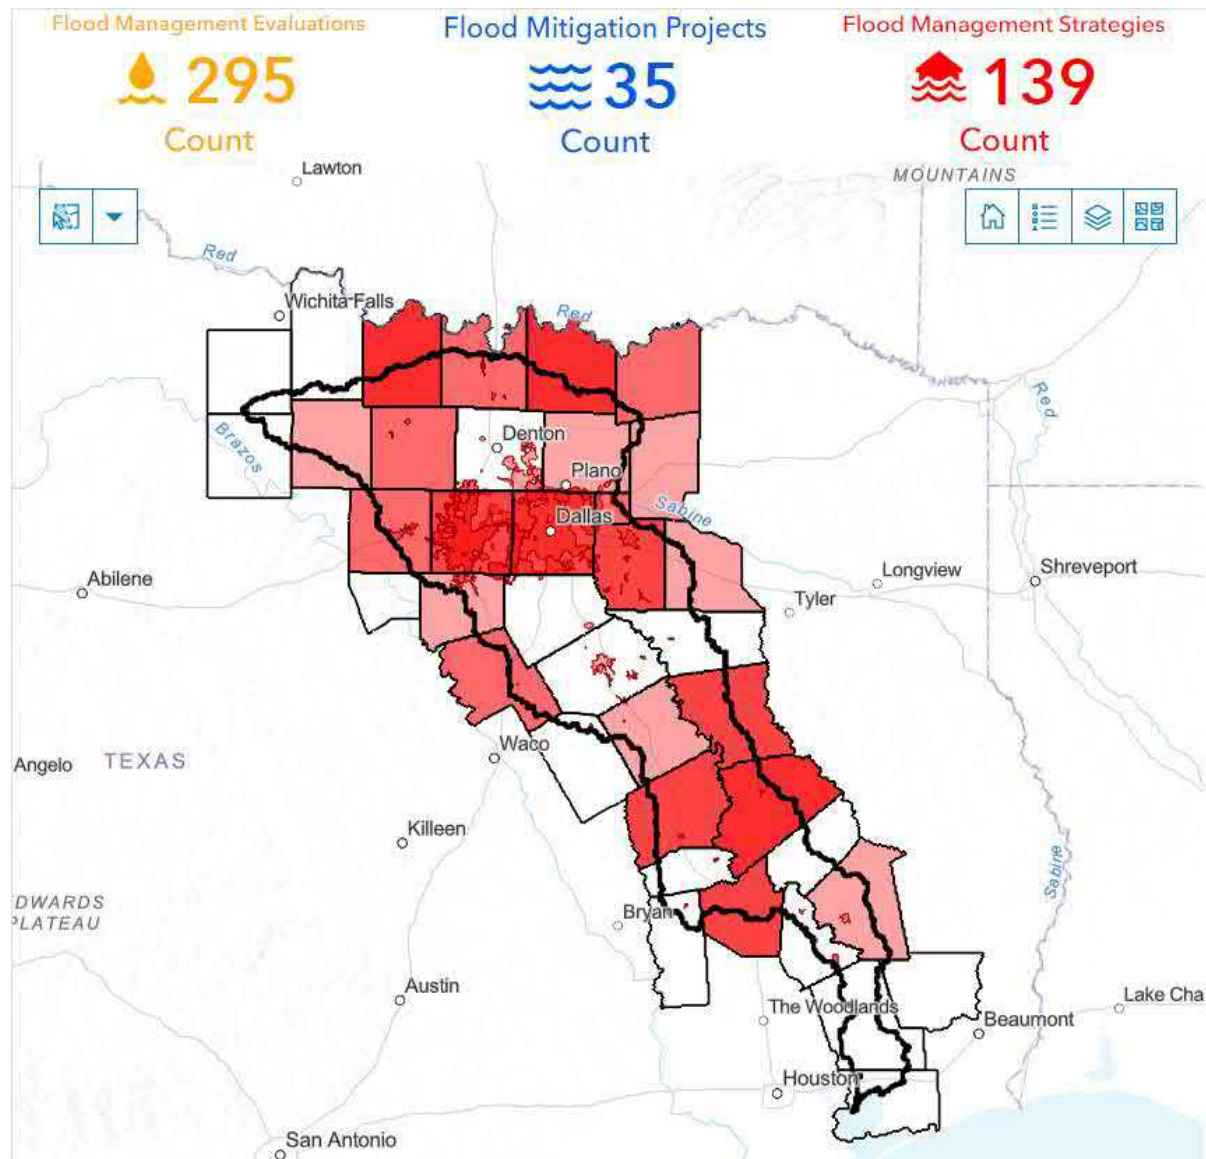 Flood Management Evaluations
295
Count
Flood Mitigation Projects
35
Count
Flood Management Strategies
139
Count
Lawton
MOUNTAINS
Red
Wichita Falls
Red
Red
Brazos
Denton
Plano
Sabine
Dallas
Abilene
Longview
Shreveport
Tyler
Waco
Angelo
TEXAS
Killeen
Sabine
DWARDS
PLATEAU
Bryan
Austin
The Woodlands
Lake Cha
Beaumont
Houston
San Antonio